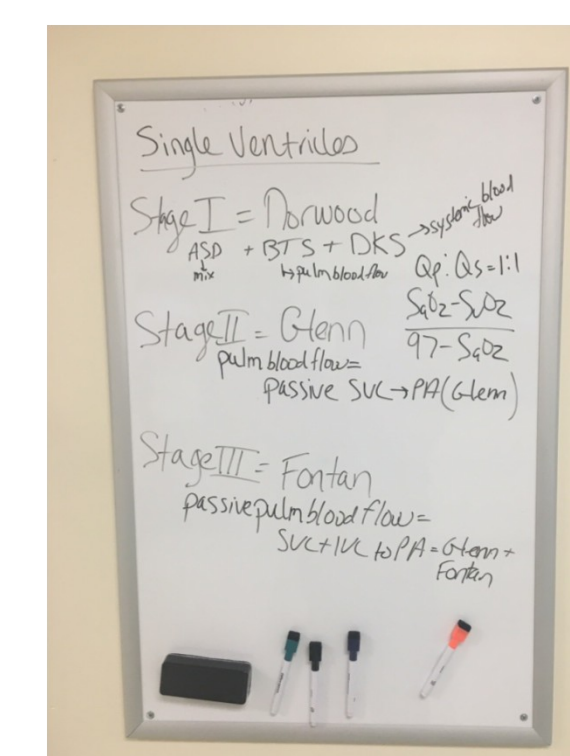 Single Ventricles
Stage I = Norwood
ASD + BTS + DKS → systemic blood flow
↓ mix
↳ pulm blood flow
Qp: Qs = 1:1
SaO2-SvO2
97-SaO2
Stage II = Glenn
pulm blood flow =
passive SVC → PA (Glenn)
Stage III = Fontan
passive pulm blood flow =
SVC + IVC to PA = Glenn +
Fontan